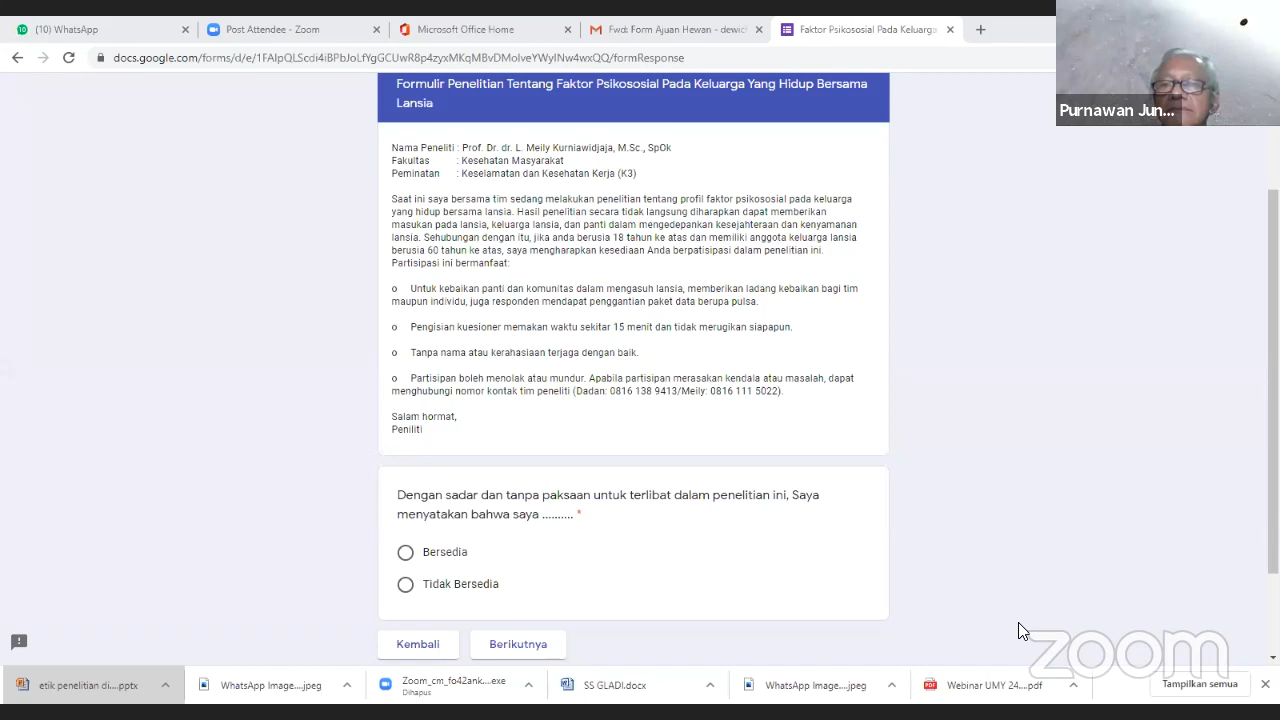 (10) WhatsApp
Post Attendee - Zoom
Microsoft Office Home
Fwd: Form Ajuan Hewan - dewicl
Faktor Psikososial Pada Keluarga
docs.google.com/forms/d/e/
/formResponse
Formulir Penelitian Tentang Faktor Psikososial Pada Keluarga Yang Hidup Bersama
Lansia
Nama Peneliti : Prof. Dr. dr. L. Meily Kurniawidjaja, M.Sc., SpOk
Fakultas : Kesehatan Masyarakat
Peminatan : Keselamatan dan Kesehatan Kerja (K3)
Saat ini saya bersama tim sedang melakukan penelitian tentang profil faktor psikososial pada keluarga
yang hidup bersama lansia. Hasil penelitian secara tidak langsung diharapkan dapat memberikan
masukan pada lansia, keluarga lansia, dan panti dalam mengedepankan kesejahteraan dan kenyamanan
lansia. Sehubungan dengan itu, jika anda berusia 18 tahun ke atas dan memiliki anggota keluarga lansia
berusia 60 tahun ke atas, saya mengharapkan kesediaan Anda berpatisipasi dalam penelitian ini.
Partisipasi ini bermanfaat:
o Untuk kebaikan panti dan komunitas dalam mengasuh lansia, memberikan ladang kebaikan bagi tim
maupun individu, juga responden mendapat penggantian paket data berupa pulsa.
o Pengisian kuesioner memakan waktu sekitar 15 menit dan tidak merugikan siapapun.
o Tanpa nama atau kerahasiaan terjaga dengan baik.
o Partisipan boleh menolak atau mundur. Apabila partisipan merasakan kendala atau masalah, dapat
menghubungi nomor kontak tim peneliti (Dadan: 0816 138 9413/Meily: 0816 111 5022).
Salam hormat,
Peniliti
Dengan sadar dan tanpa paksaan untuk terlibat dalam penelitian ini, Saya
menyatakan bahwa saya .......... *
Bersedia
Tidak Bersedia
Kembali
Berikutnya
Purnawan Jun...
zoom
etik penelitian di....pptx
WhatsApp Image....jpeg
Zoom_cm_fo42ank....exe
Dihapus
SS GLADI.docx
WhatsApp Image....jpeg
Webinar UMY 24....pdf
Tampilkan semua